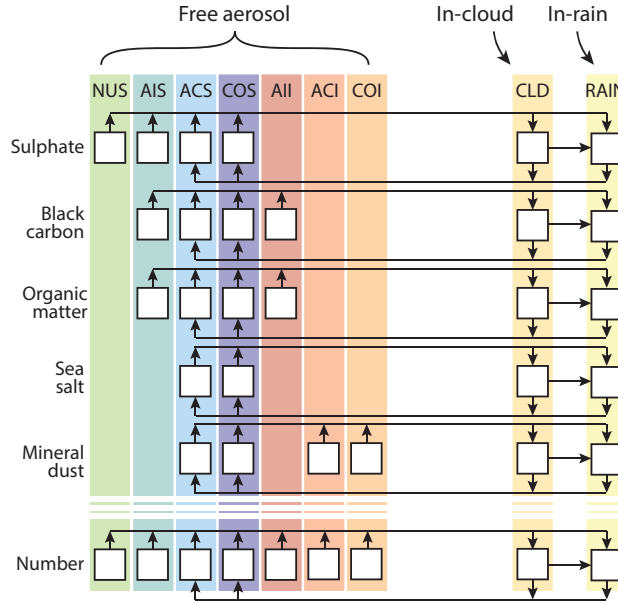 Free aerosol
In-cloud
In-rain
NUS AIS ACS COS AII ACI COI CLD RAIN
Sulphate
Black
carbon
Organic
matter
Sea
salt
Mineral
dust
Number